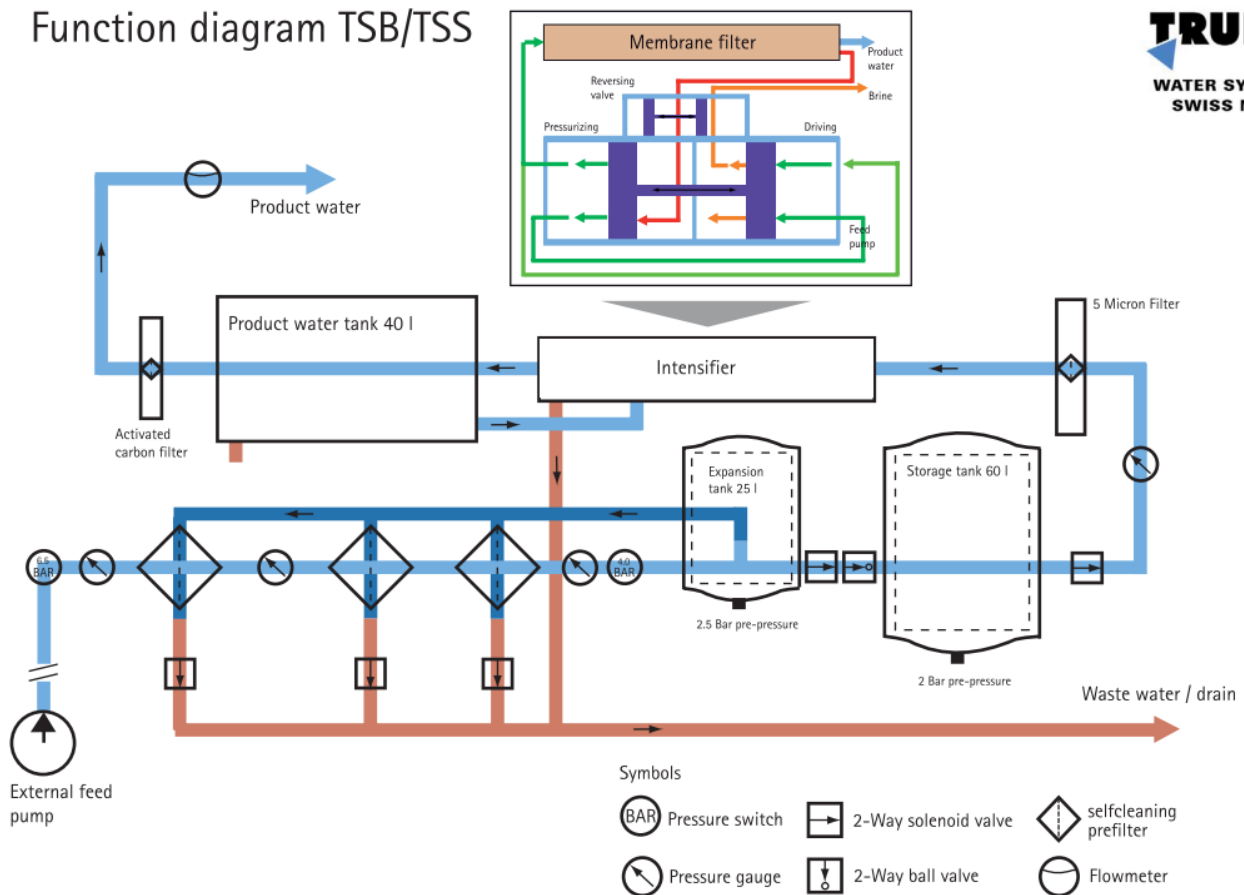 Function diagram TSB/TSS
WATER SY
SWISS
Membrane filter
Product
water
Reversing
valve
Brine
Pressurizing
Driving
Feed
pump
Product water
Product water tank 40 l
Intensifier
5 Micron Filter
Activated
carbon filter
Expansion
tank 25 l
Storage tank 60 l
6.5
BAR
4.0
BAR
2.5 Bar pre-pressure
2 Bar pre-pressure
Waste water / drain
External feed
pump
Symbols
BAR Pressure switch
2-Way solenoid valve
selfcleaning
prefilter
Pressure gauge
2-Way ball valve
Flowmeter